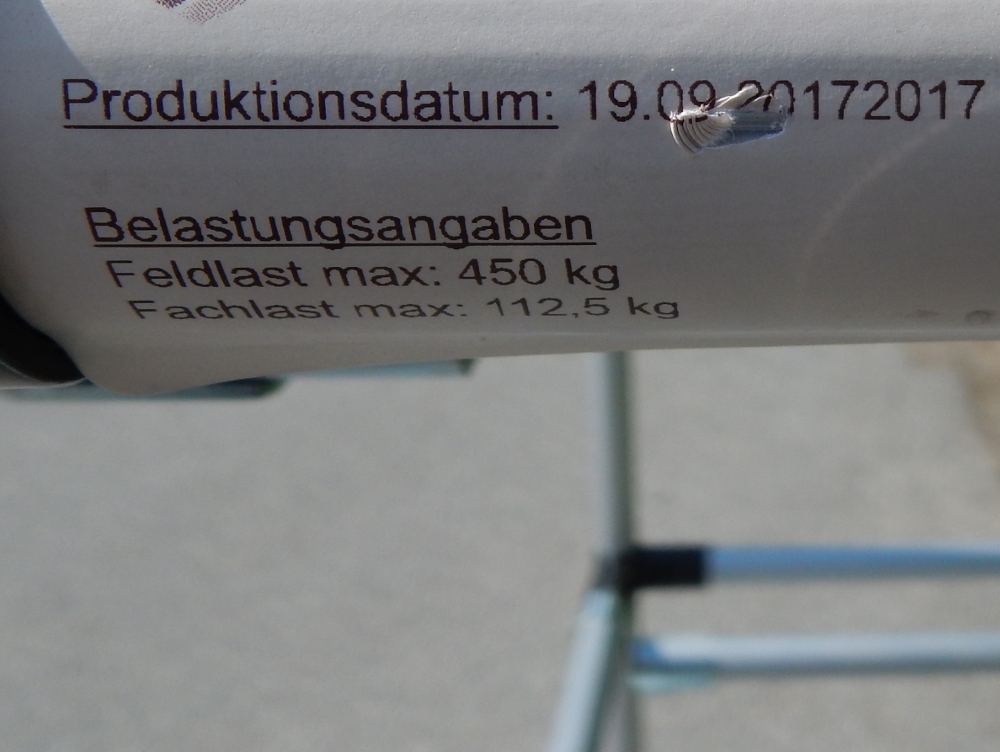 Produktionsdatum: 19.09.20172017
Belastungsangaben
Feldlast max: 450 kg
Fachlast max: 112,5 kg